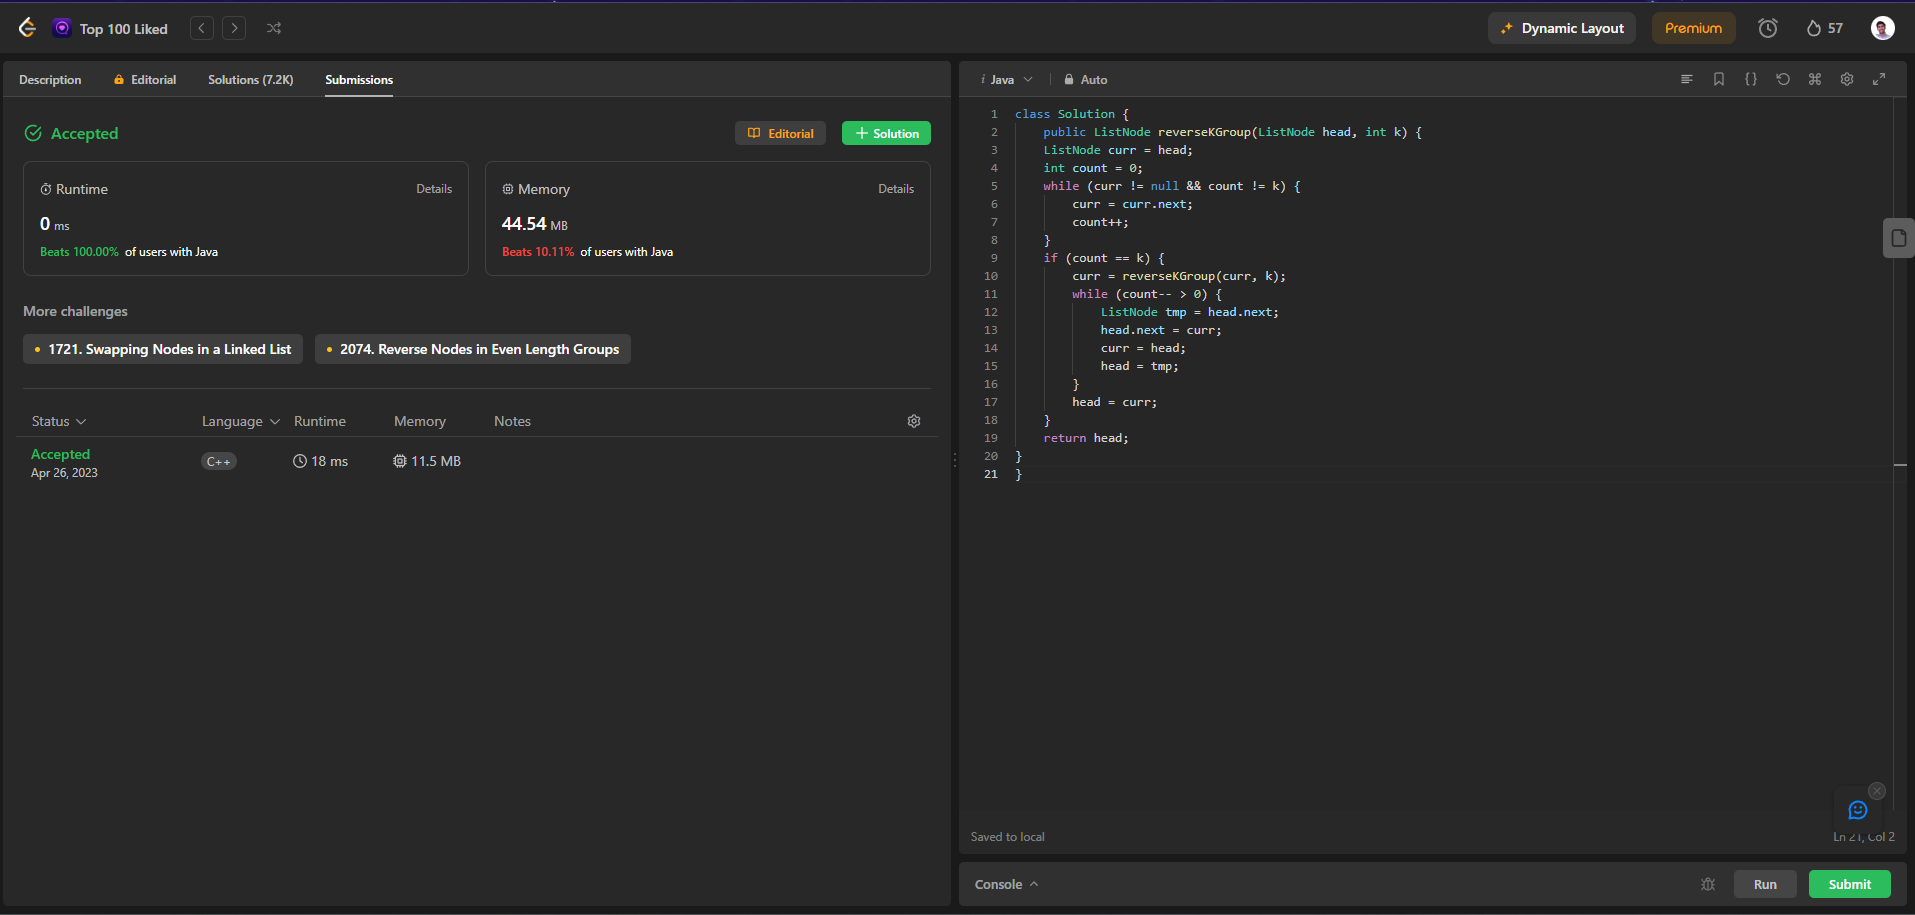 Top 100 Liked
Dynamic Layout
Premium
57
Description Editorial Solutions (7.2K) Submissions
Accepted
Editorial
Solution
Runtime Details
0 ms
Beats 100.00% of users with Java
Memory Details
44.54 MB
Beats 10.11% of users with Java
More challenges
1721. Swapping Nodes in a Linked List
2074. Reverse Nodes in Even Length Groups
Status Language Runtime Memory Notes
Accepted
Apr 26, 2023
C++
18 ms
11.5 MB
i Java Auto
1 class Solution {
2     public ListNode reverseKGroup(ListNode head, int k) {
3     ListNode curr = head;
4     int count = 0;
5     while (curr != null && count != k) {
6         curr = curr.next;
7         count++;
8     }
9     if (count == k) {
10         curr = reverseKGroup(curr, k);
11         while (count-- > 0) {
12             ListNode tmp = head.next;
13             head.next = curr;
14             curr = head;
15             head = tmp;
16         }
17         head = curr;
18     }
19     return head;
20 }
21 }
Saved to local
Ln 21, Col 2
Console
Run
Submit